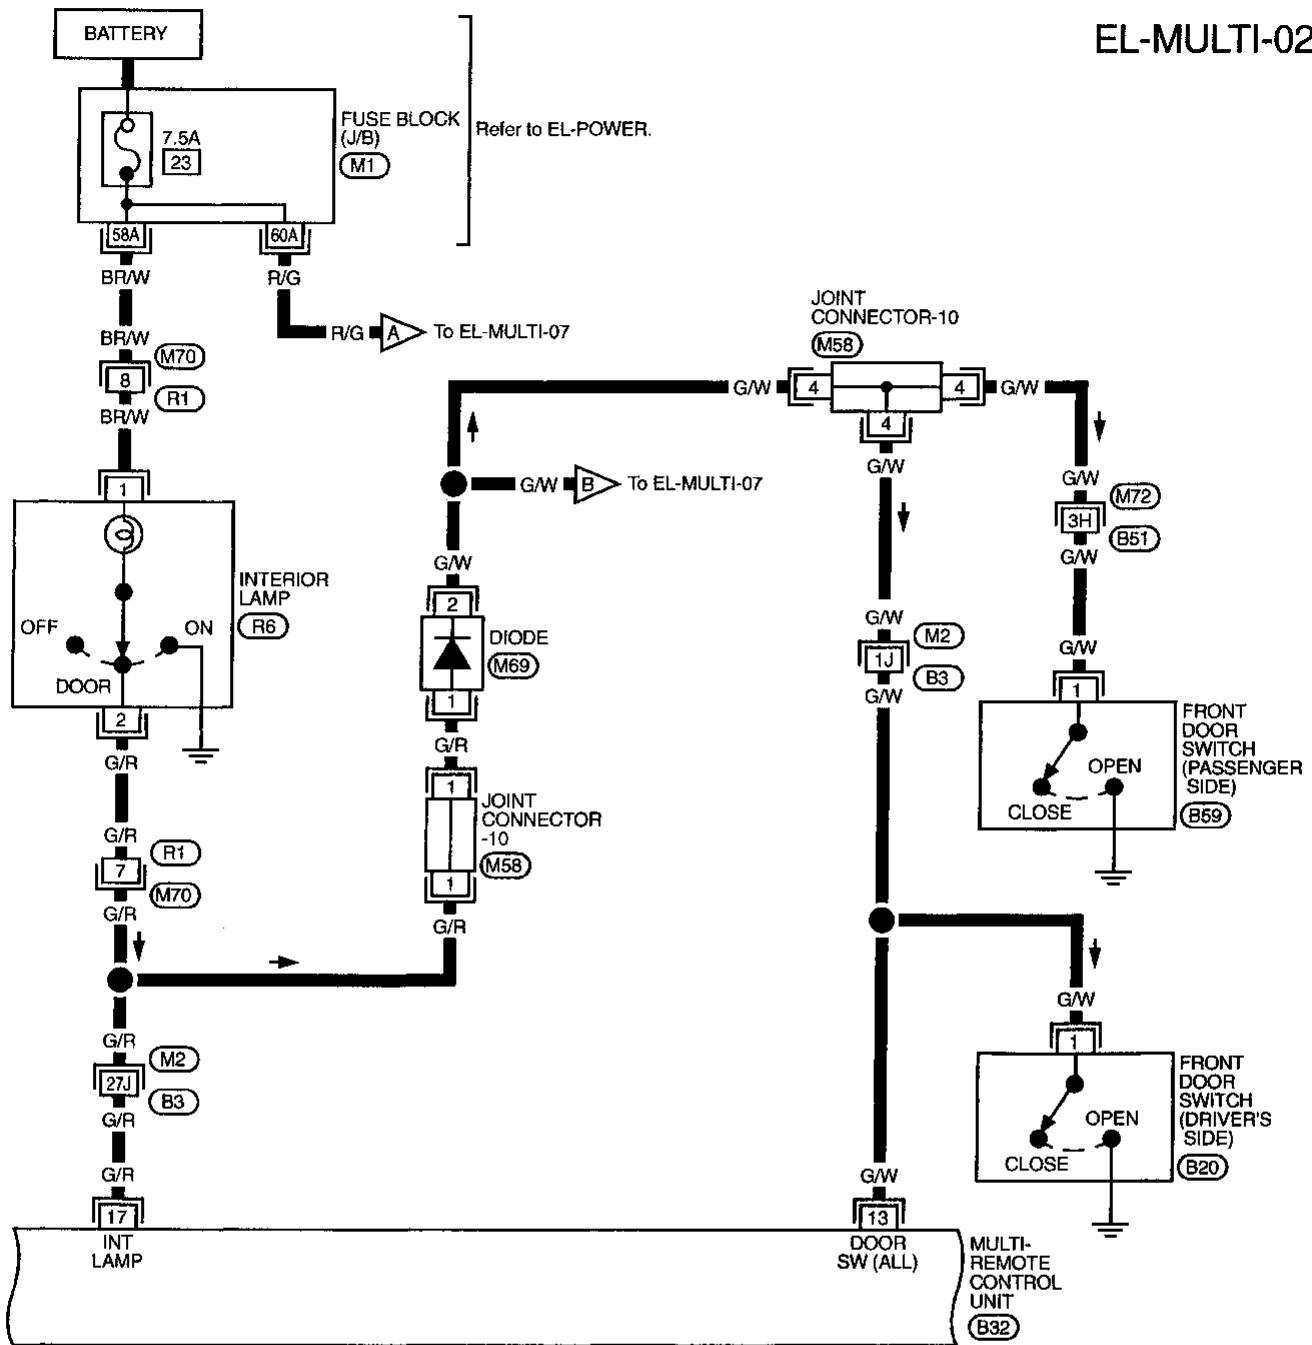 EL-MULTI-02
BATTERY
7.5A
23
FUSE BLOCK
(J/B)
M1
Refer to EL-POWER.
58A
60A
BR/W
R/G
BR/W
M70
8
R1
BR/W
R/G
A
To EL-MULTI-07
JOINT
CONNECTOR-10
M58
G/W
4
4
G/W
4
G/W
G/W
B
To EL-MULTI-07
G/W
M72
3H
B51
G/W
1
INTERIOR
LAMP
R6
OFF
ON
DOOR
2
G/R
G/W
2
DIODE
M69
1
G/R
1
JOINT
CONNECTOR
-10
M58
1
G/R
G/W
M2
1J
B3
G/W
G/W
1
FRONT
DOOR
SWITCH
(PASSENGER
SIDE)
B59
OPEN
CLOSE
G/R
R1
7
M70
G/R
G/W
1
FRONT
DOOR
SWITCH
(DRIVER'S
SIDE)
B20
OPEN
CLOSE
G/R
M2
27J
B3
G/R
G/R
17
INT
LAMP
G/W
13
DOOR
SW (ALL)
MULTI-
REMOTE
CONTROL
UNIT
B32